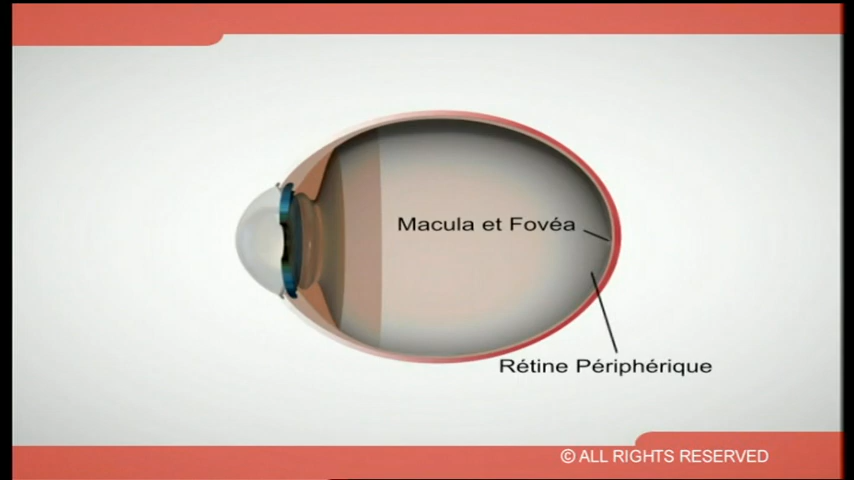 Macula et Fovéa
Rétine Périphérique
© ALL RIGHTS RESERVED